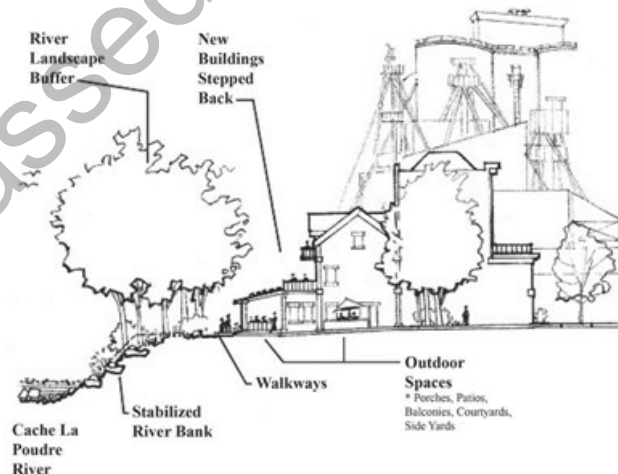 River
Landscape
Buffer
New
Buildings
Stepped
Back
Walkways
Outdoor
Spaces
* Porches, Patios,
Balconies, Courtyards,
Side Yards
Stabilized
River Bank
Cache La
Poudre
River